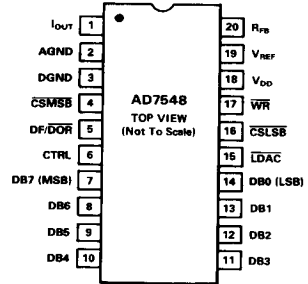 IOUT 1
AGND 2
DGND 3
CSMSB 4
DF/DOR 5
CTRL 6
DB7 (MSB) 7
DB6 8
DB5 9
DB4 10
AD7548
TOP VIEW
(Not To Scale)
20 RFB
19 VREF
18 VDD
17 WR
16 CSLSB
15 LDAC
14 DB0 (LSB)
13 DB1
12 DB2
11 DB3